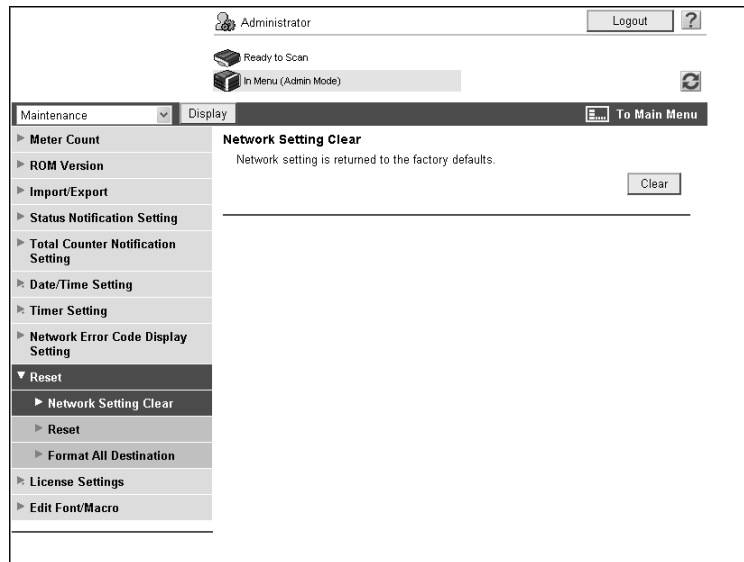 Administrator
Logout
?
Ready to Scan
In Menu (Admin Mode)
Maintenance
Display
To Main Menu
Meter Count
ROM Version
Import/Export
Status Notification Setting
Total Counter Notification
Setting
Date/Time Setting
Timer Setting
Network Error Code Display
Setting
Reset
Network Setting Clear
Reset
Format All Destination
License Settings
Edit Font/Macro
Network Setting Clear
Network setting is returned to the factory defaults.
Clear